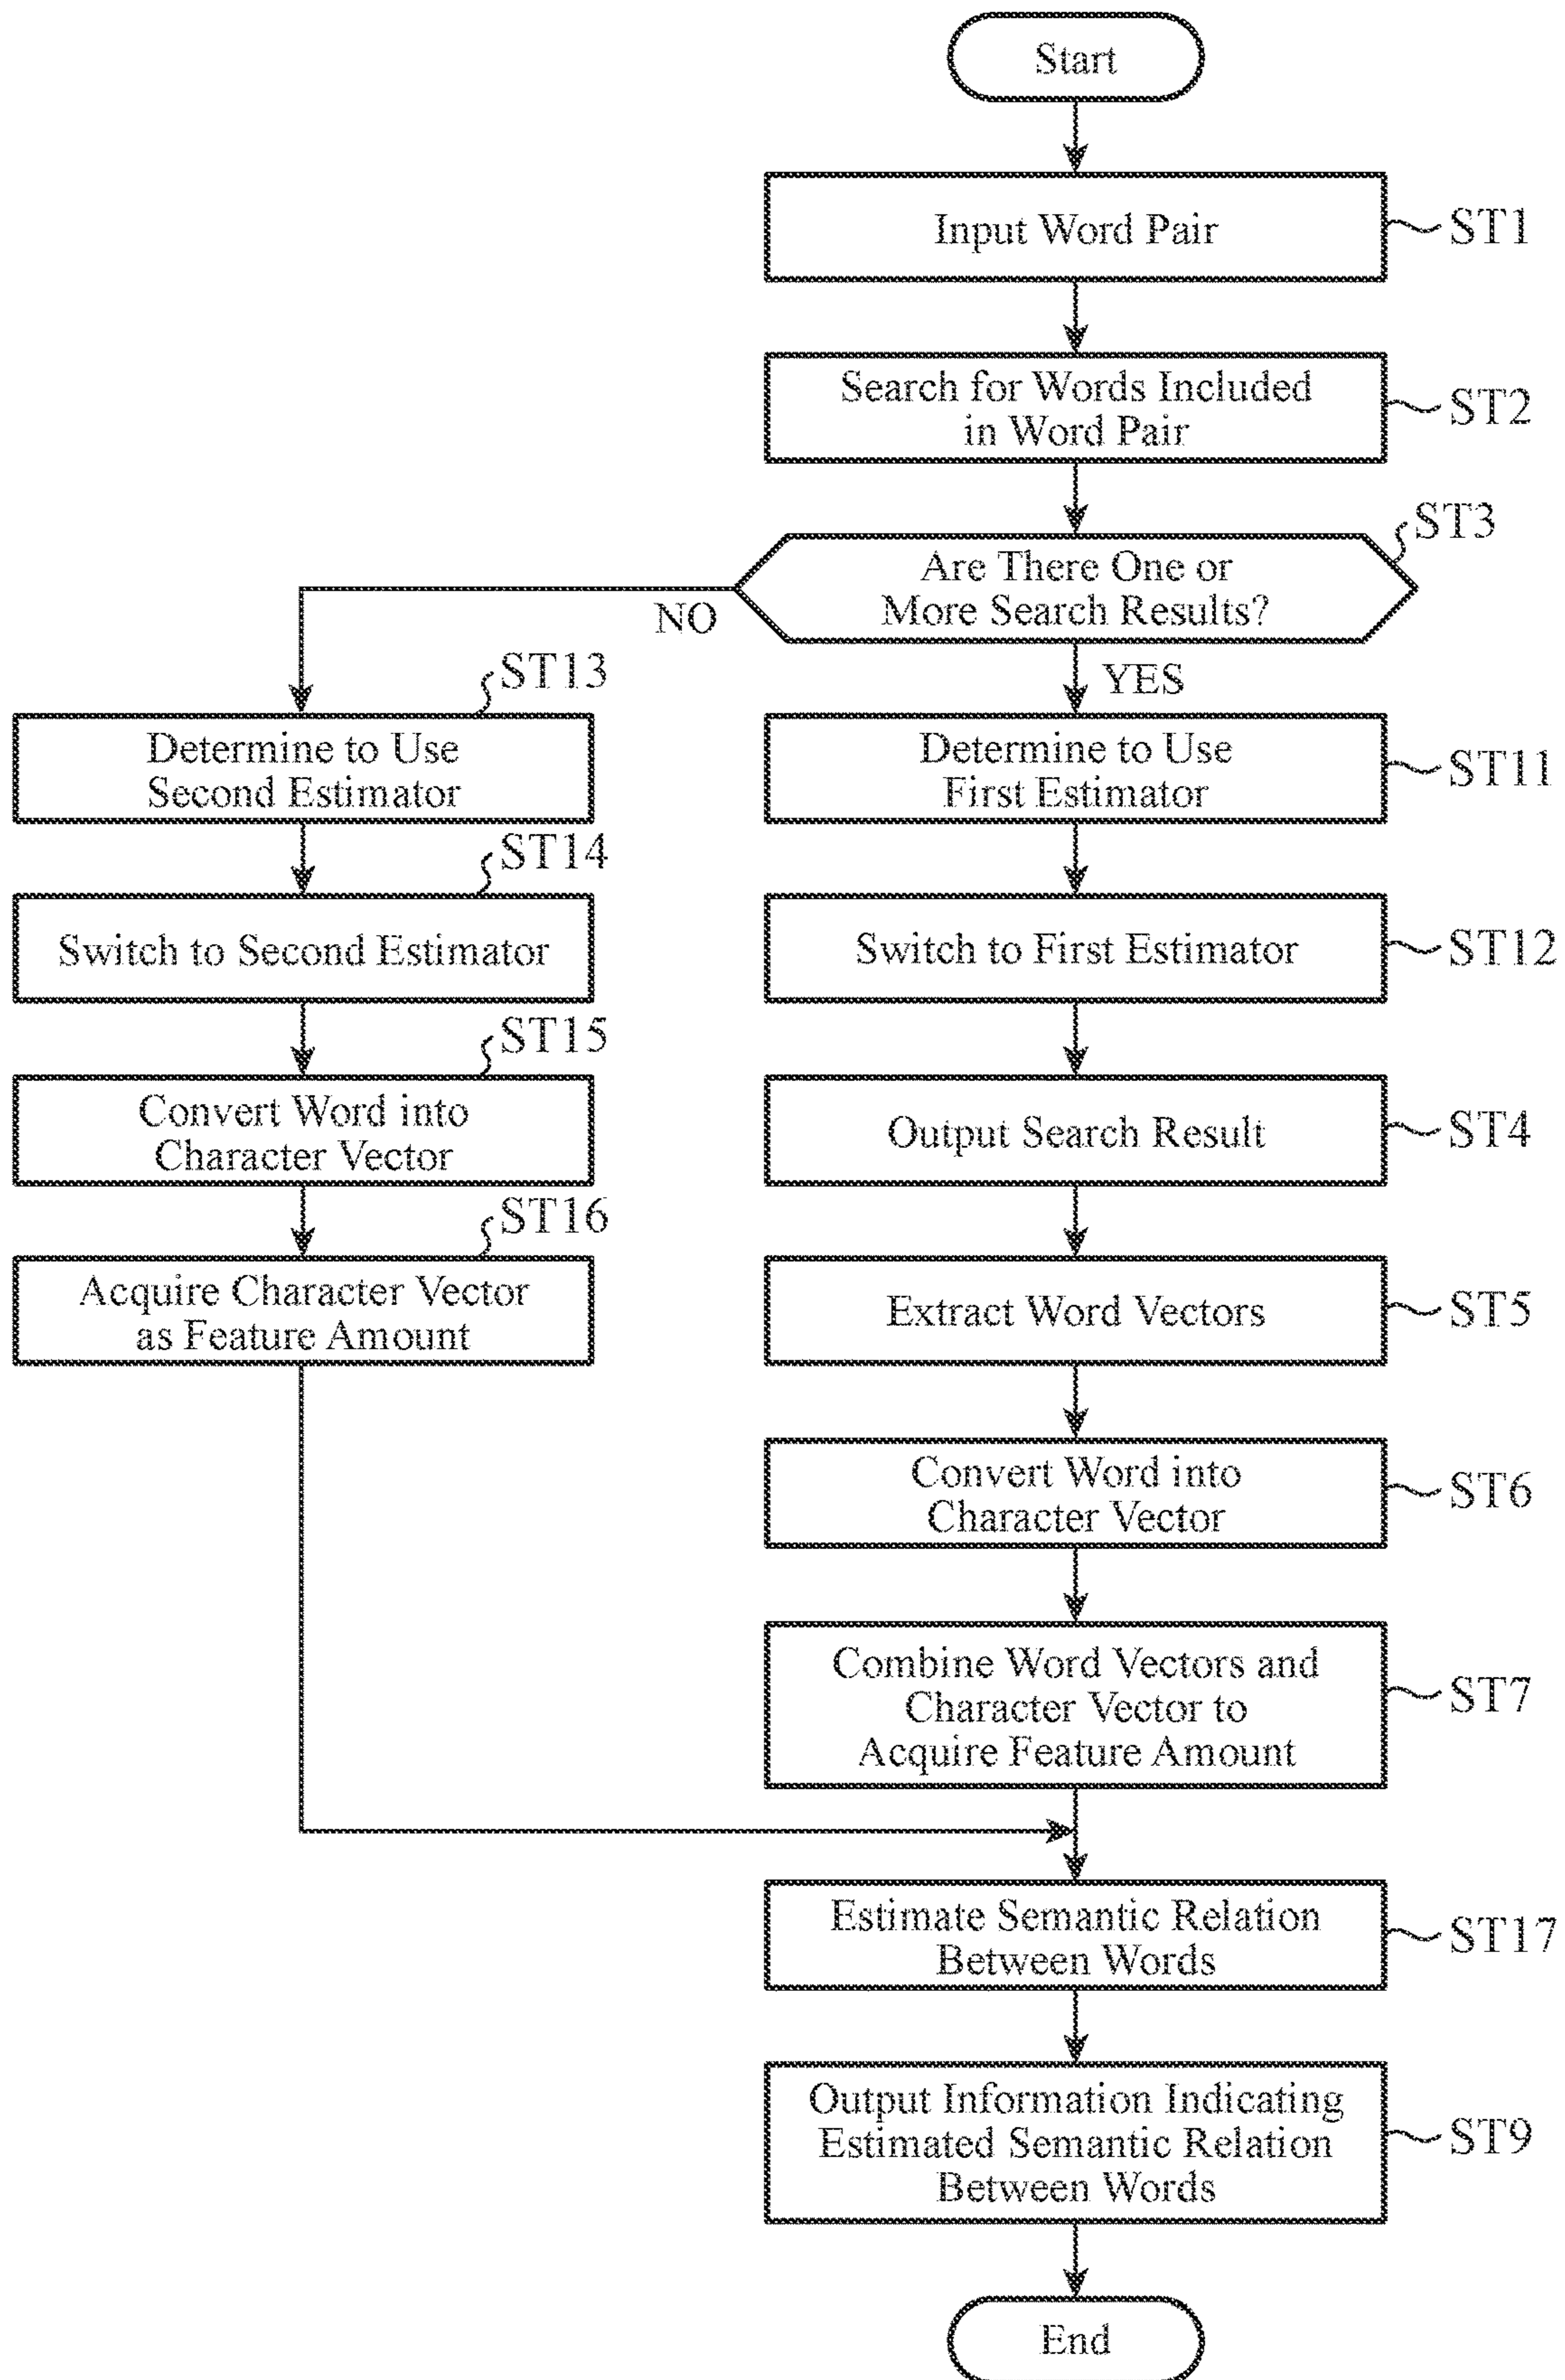 Start
Input Word Pair
ST1
Search for Words Included
in Word Pair
ST2
Are There One or
More Search Results?
ST3
NO
YES
Determine to Use
Second Estimator
ST13
Switch to Second Estimator
ST14
Convert Word into
Character Vector
ST15
Acquire Character Vector
as Feature Amount
ST16
Determine to Use
First Estimator
ST11
Switch to First Estimator
ST12
Output Search Result
ST4
Extract Word Vectors
ST5
Convert Word into
Character Vector
ST6
Combine Word Vectors and
Character Vector to
Acquire Feature Amount
ST7
Estimate Semantic Relation
Between Words
ST17
Output Information Indicating
Estimated Semantic Relation
Between Words
ST9
End